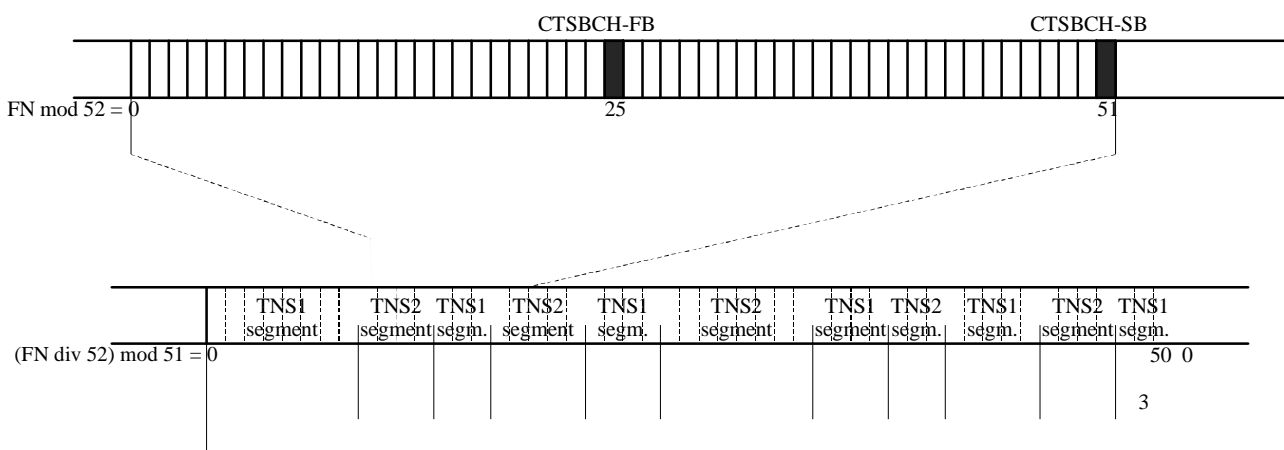 CTSBCH-FB CTSBCH-SB
FN mod 52 = 0 25 51
TNS1 TNS2 TNS1 TNS2 TNS1 TNS2 TNS1 TNS2 TNS1 TNS2 TNS1
segment segment segm. segment segm. segment segment segm. segm. segment segm.
(FN div 52) mod 51 = 0 50 0
3